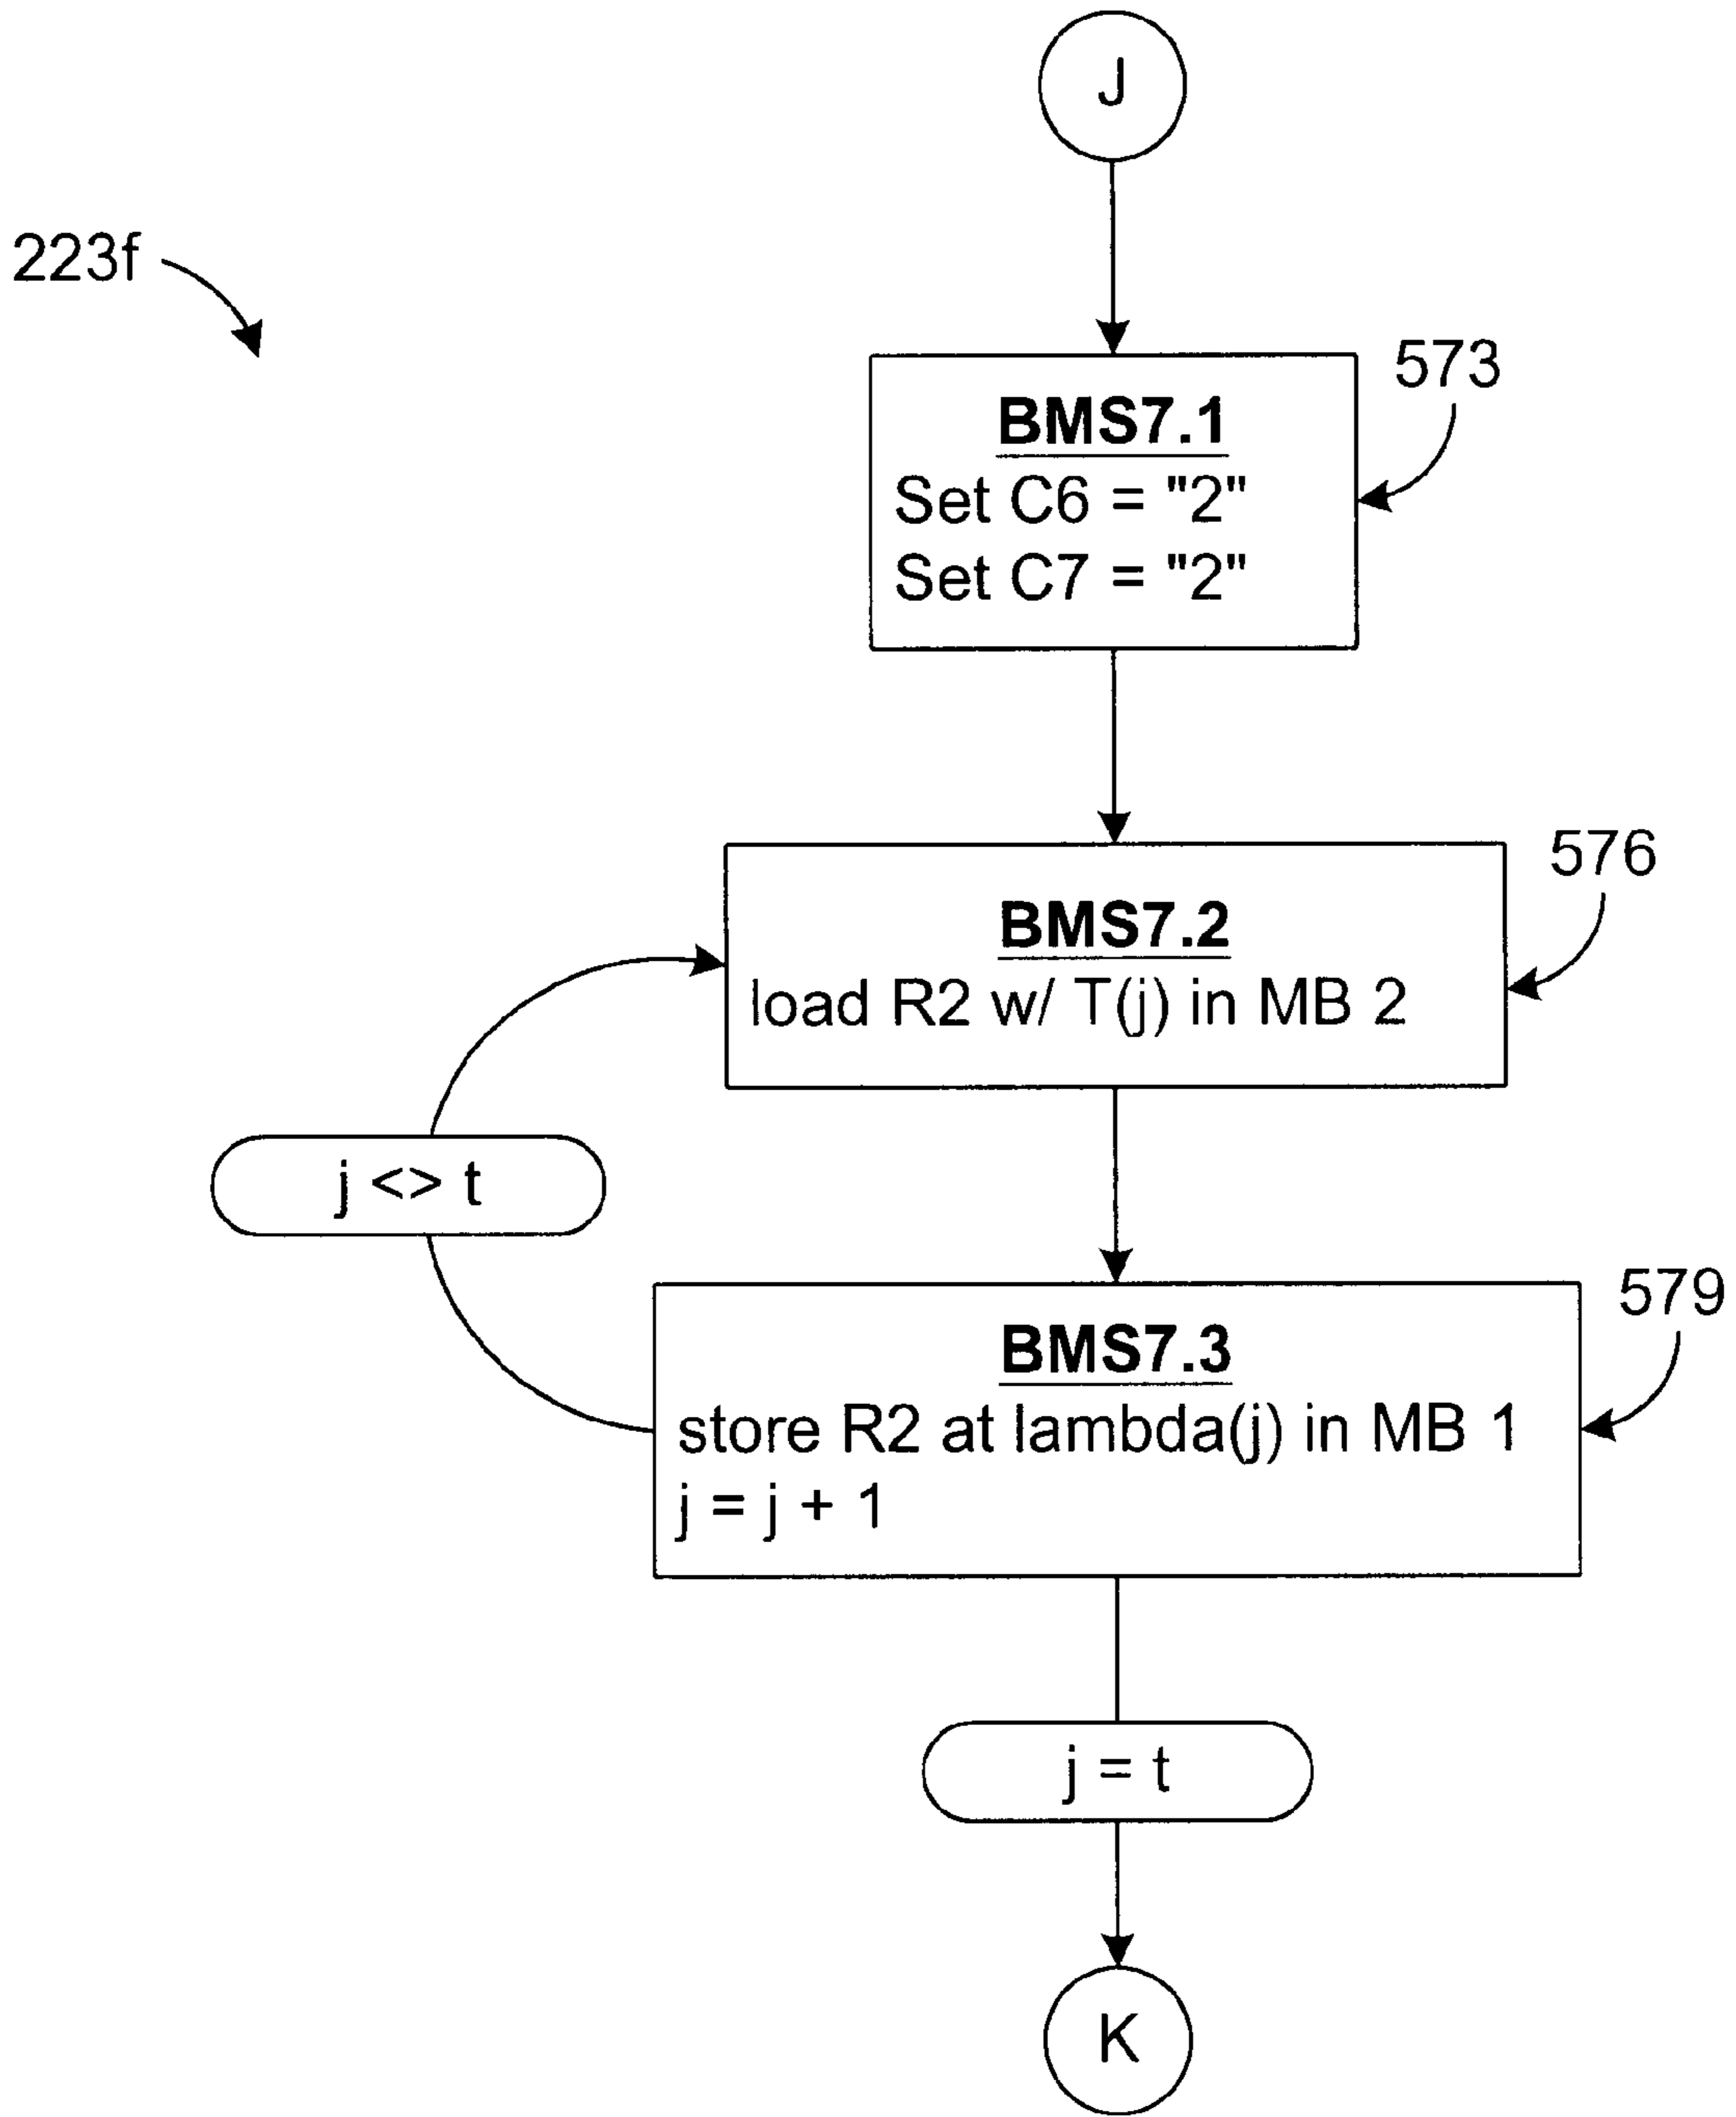 J
223f
573
BMS7.1
Set C6 = "2"
Set C7 = "2"
576
BMS7.2
load R2 w/ T(j) in MB 2
j <> t
579
BMS7.3
store R2 at lambda(j) in MB 1
j = j + 1
j = t
K